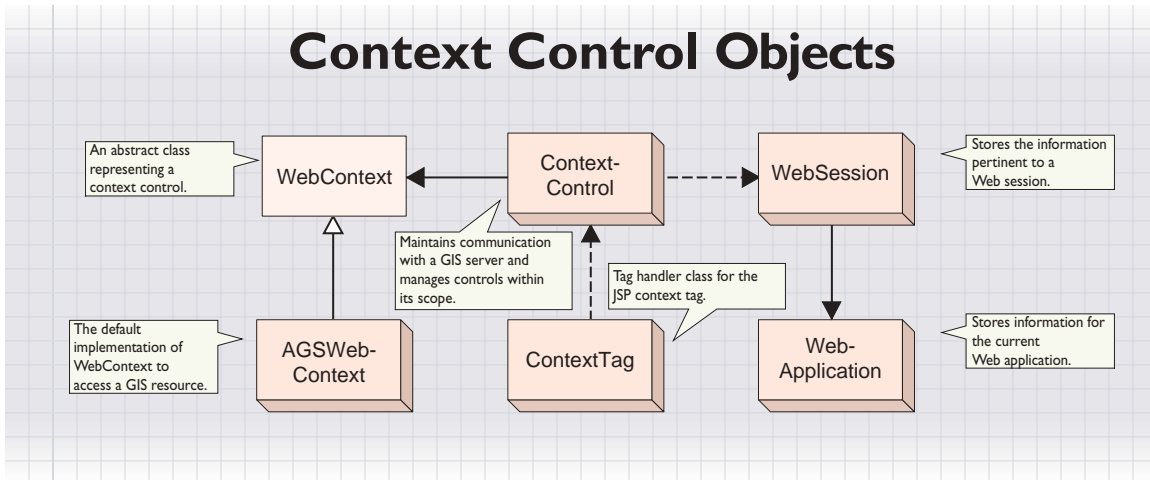 Context Control Objects
An abstract class
representing a
context control.
WebContext
Context-
Control
WebSession
Stores the information
pertinent to a
Web session.
Maintains communication
with a GIS server and
manages controls within
its scope.
Tag handler class for the
JSP context tag.
The default
implementation of
WebContext to
access a GIS resource.
AGSWeb-
Context
ContextTag
Web-
Application
Stores information for
the current
Web application.